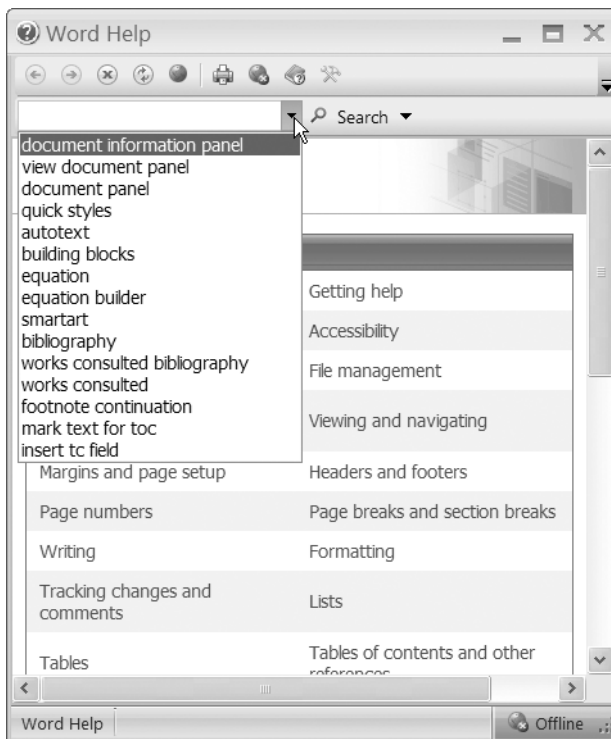 Word Help
Search
document information panel
view document panel
document panel
quick styles
autotext
building blocks
equation
equation builder
smartart
bibliography
works consulted bibliography
works consulted
footnote continuation
mark text for toc
insert tc field
Getting help
Accessibility
File management
Viewing and navigating
Margins and page setup
Headers and footers
Page numbers
Page breaks and section breaks
Writing
Formatting
Tracking changes and
comments
Lists
Tables
Tables of contents and other
references
Word Help
Offline